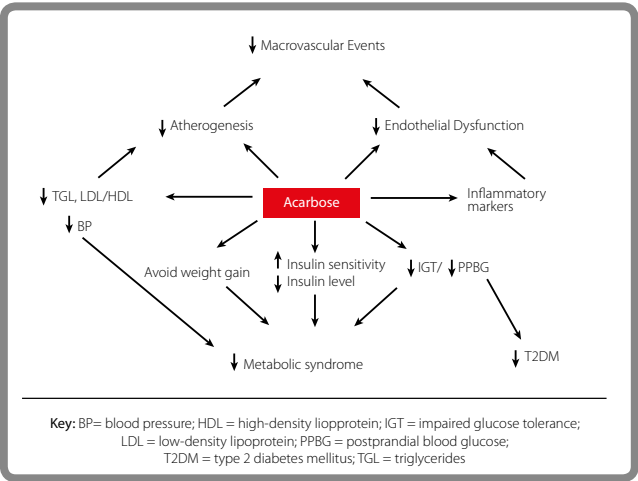 ↓ Macrovascular Events
↓ Atherogenesis
↓ Endothelial Dysfunction
↓ TGL, LDL/HDL
↓ BP
Acarbose
Inflammatory
markers
Avoid weight gain
↑ Insulin sensitivity
↓ Insulin level
↓ IGT/ ↓ PPBG
↓ Metabolic syndrome
↓ T2DM
Key: BP= blood pressure; HDL = high-density liopprotein; IGT = impaired glucose tolerance;
LDL = low-density lipoprotein; PPBG = postprandial blood glucose;
T2DM = type 2 diabetes mellitus; TGL = triglycerides